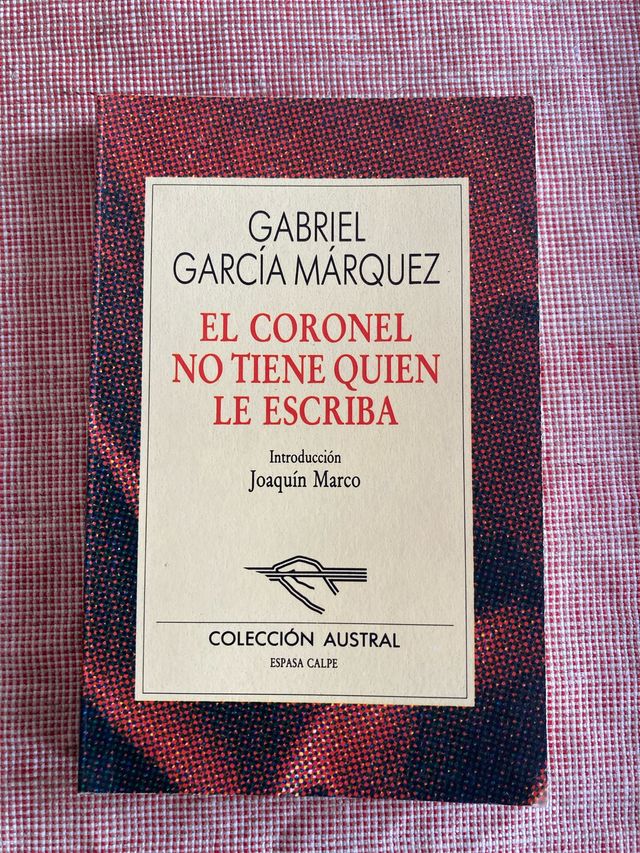 GABRIEL
GARCÍA MÁRQUEZ
EL CORONEL
NO TIENE QUIEN
LE ESCRIBA
Introducción
Joaquín Marco
COLECCIÓN AUSTRAL
ESPASA CALPE